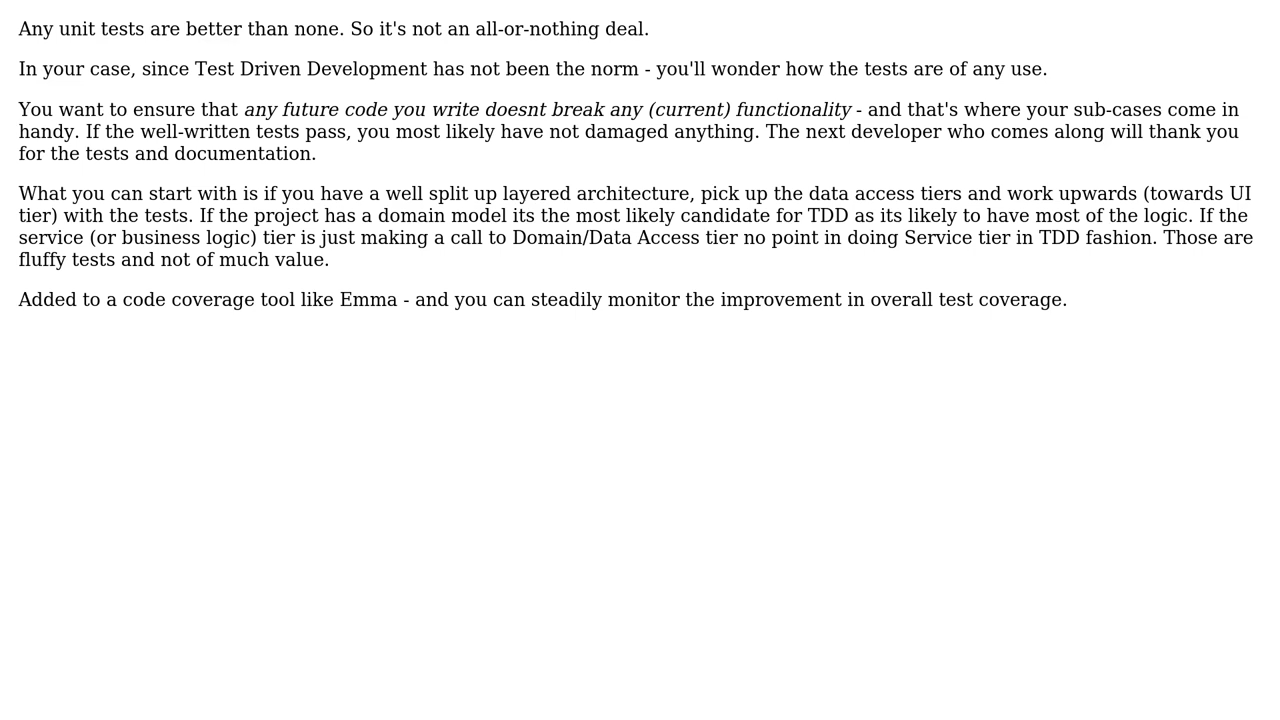 Any unit tests are better than none. So it's not an all-or-nothing deal.
In your case, since Test Driven Development has not been the norm - you'll wonder how the tests are of any use.
You want to ensure that any future code you write doesnt break any (current) functionality - and that's where your sub-cases come in
handy. If the well-written tests pass, you most likely have not damaged anything. The next developer who comes along will thank you
for the tests and documentation.
What you can start with is if you have a well split up layered architecture, pick up the data access tiers and work upwards (towards UI
tier) with the tests. If the project has a domain model its the most likely candidate for TDD as its likely to have most of the logic. If the
service (or business logic) tier is just making a call to Domain/Data Access tier no point in doing Service tier in TDD fashion. Those are
fluffy tests and not of much value.
Added to a code coverage tool like Emma - and you can steadily monitor the improvement in overall test coverage.